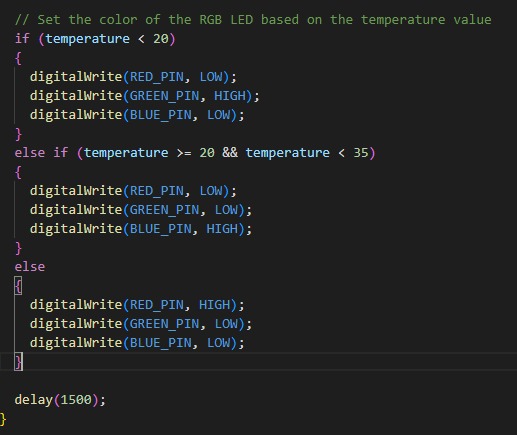 // Set the color of the RGB LED based on the temperature value
if (temperature < 20)
{
digitalWrite(RED_PIN, LOW);
digitalWrite(GREEN_PIN, HIGH);
digitalWrite(BLUE_PIN, LOW);
}
else if (temperature >= 20 && temperature < 35)
{
digitalWrite(RED_PIN, LOW);
digitalWrite(GREEN_PIN, LOW);
digitalWrite(BLUE_PIN, HIGH);
}
else
{
digitalWrite(RED_PIN, HIGH);
digitalWrite(GREEN_PIN, LOW);
digitalWrite(BLUE_PIN, LOW);
}
delay(1500);
}